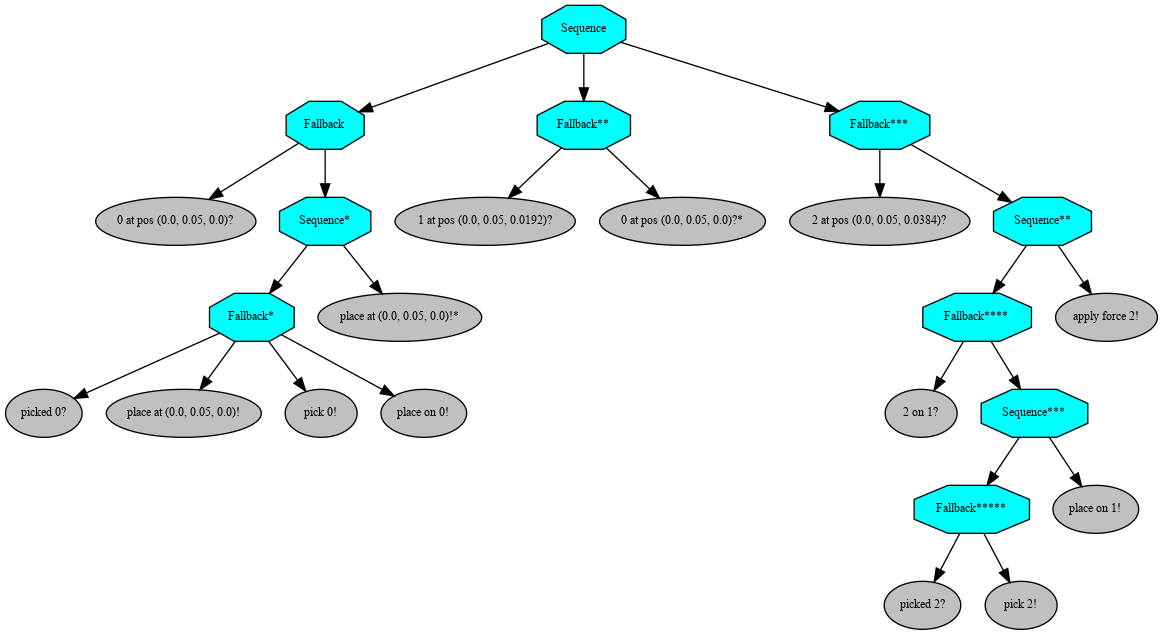 Sequence
Fallback
Fallback**
Fallback***
0 at pos (0.0, 0.05, 0.0)?
Sequence*
1 at pos (0.0, 0.05, 0.0192)?
0 at pos (0.0, 0.05, 0.0)?*
2 at pos (0.0, 0.05, 0.0384)?
Sequence**
Fallback*
place at (0.0, 0.05, 0.0)!*
Fallback****
apply force 2!
picked 0?
place at (0.0, 0.05, 0.0)!
pick 0!
place on 0!
2 on 1?
Sequence***
Fallback*****
place on 1!
picked 2?
pick 2!